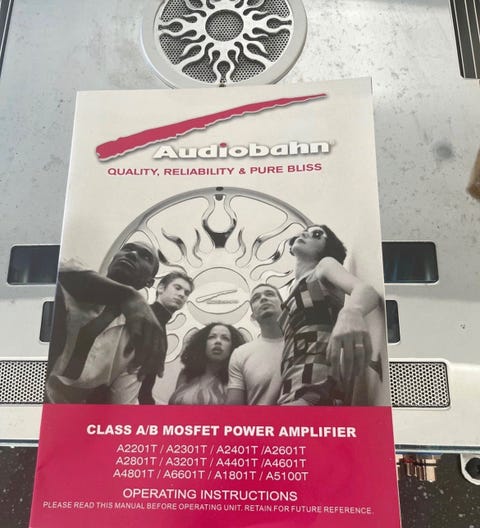 Audiobahn
QUALITY, RELIABILITY & PURE BLISS
CLASS A/B MOSFET POWER AMPLIFIER
A2201T / A2301T / A2401T /A2601T
A2801T / A3201T / A4401T /A4601T
A4801T / A6601T / A1801T / A5100T
OPERATING INSTRUCTIONS
PLEASE READ THIS MANUAL BEFORE OPERATING UNIT. RETAIN FOR FUTURE REFERENCE.